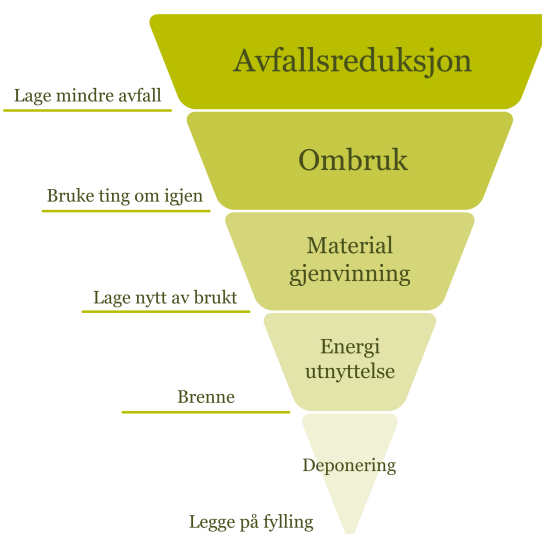 Avfallsreduksjon
Lage mindre avfall
Ombruk
Bruke ting om igjen
Material
gjenvinning
Lage nytt av brukt
Energi
utnyttelse
Brenne
Deponering
Legge på fylling